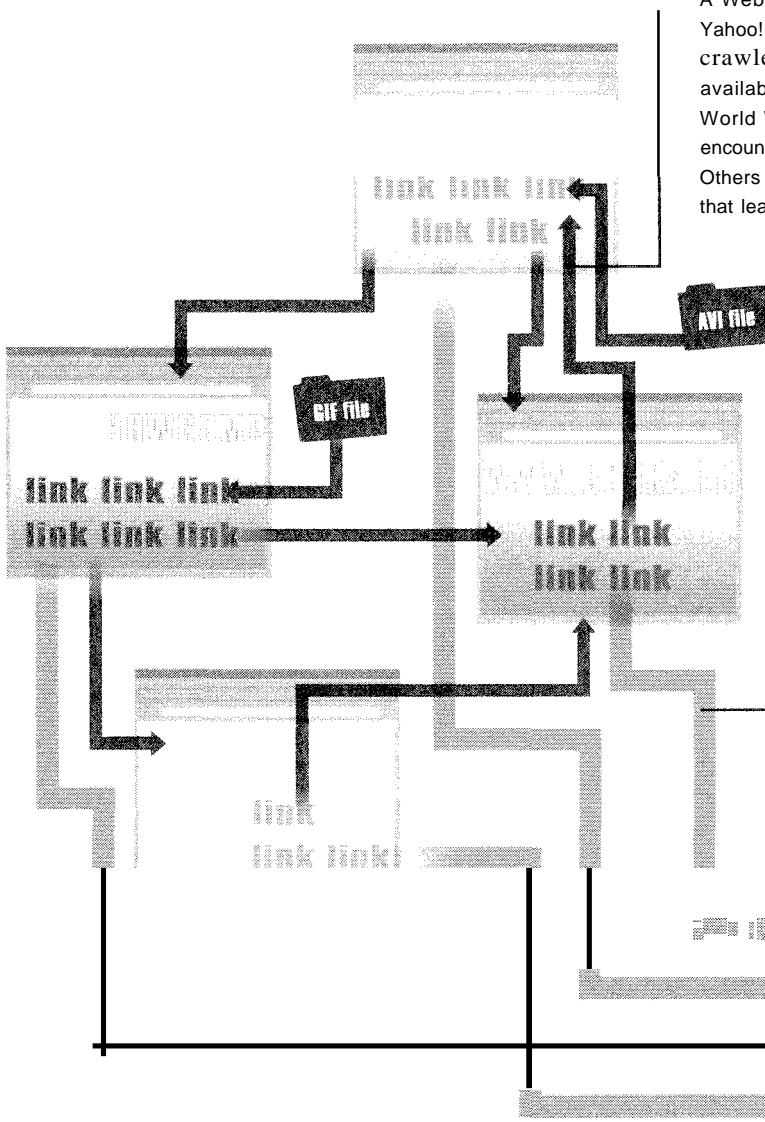 A Web
Yahoo!
crawle
availab
World
encoun
Others
that lea
link link link
link link
AVI file
GIF file
link link link
link link link
link link
link link
link
link link